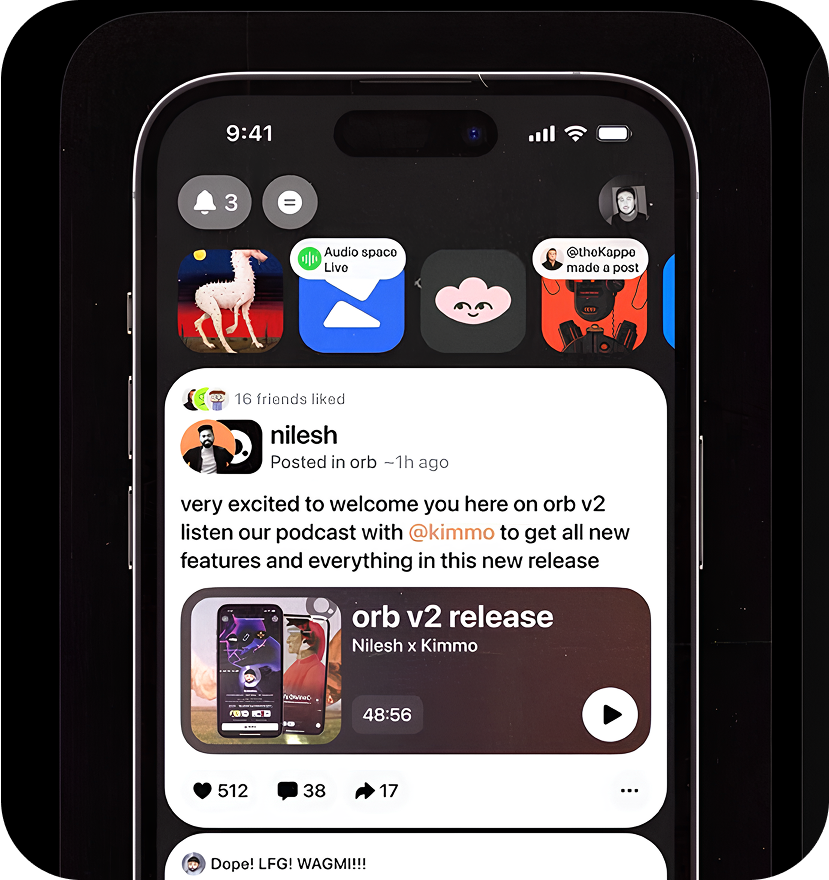 9:41
3
Audio space
Live
@theKappe
made a post
16 friends liked
nilesh
Posted in orb ~1h ago
very excited to welcome you here on orb v2
listen our podcast with @kimmo to get all new
features and everything in this new release
orb v2 release
Nilesh x Kimmo
48:56
512
38
17
Dope! LFG! WAGMI!!!